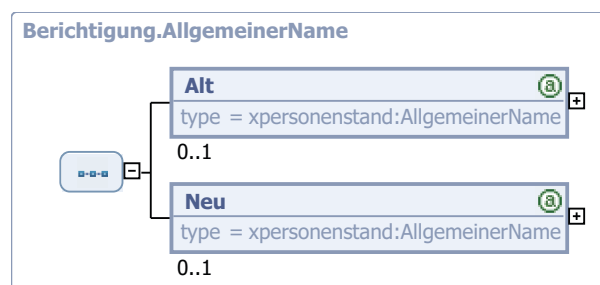 Berichtigung.AllgemeinerName
Alt
type = xpersonenstand:AllgemeinerName
0..1
Neu
type = xpersonenstand:AllgemeinerName
0..1